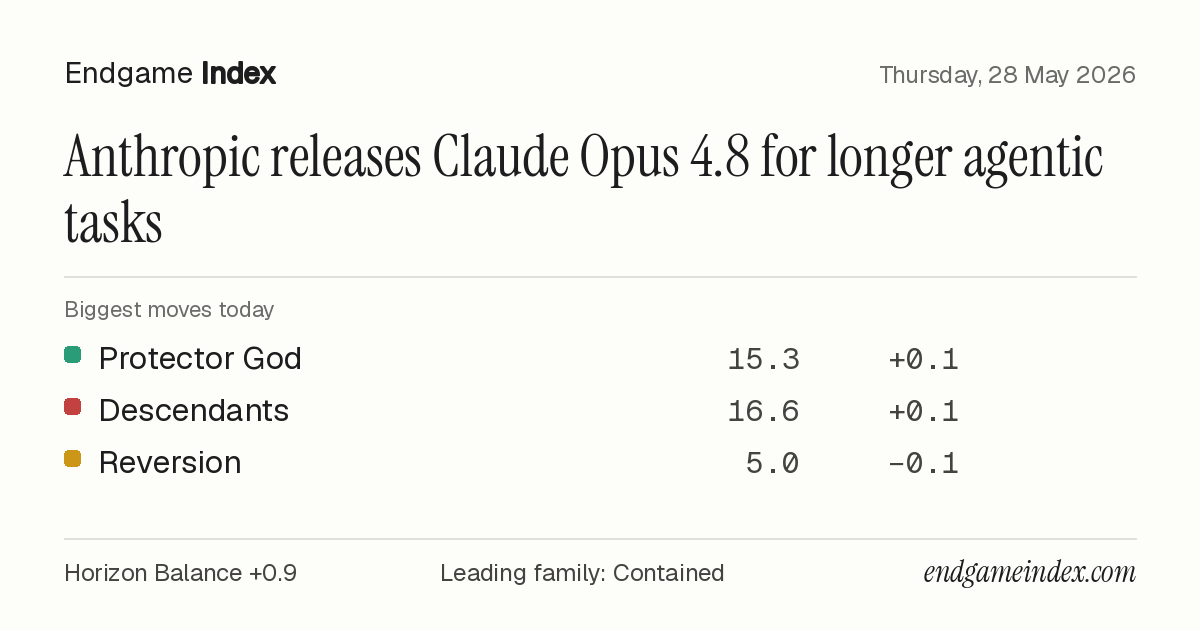 Endgame Index
Thursday, 28 May 2026
Anthropic releases Claude Opus 4.8 for longer agentic
tasks
Biggest moves today
Protector God 15.3 +0.1
Descendants 16.6 +0.1
Reversion 5.0 −0.1
Horizon Balance +0.9
Leading family: Contained
endgameindex.com